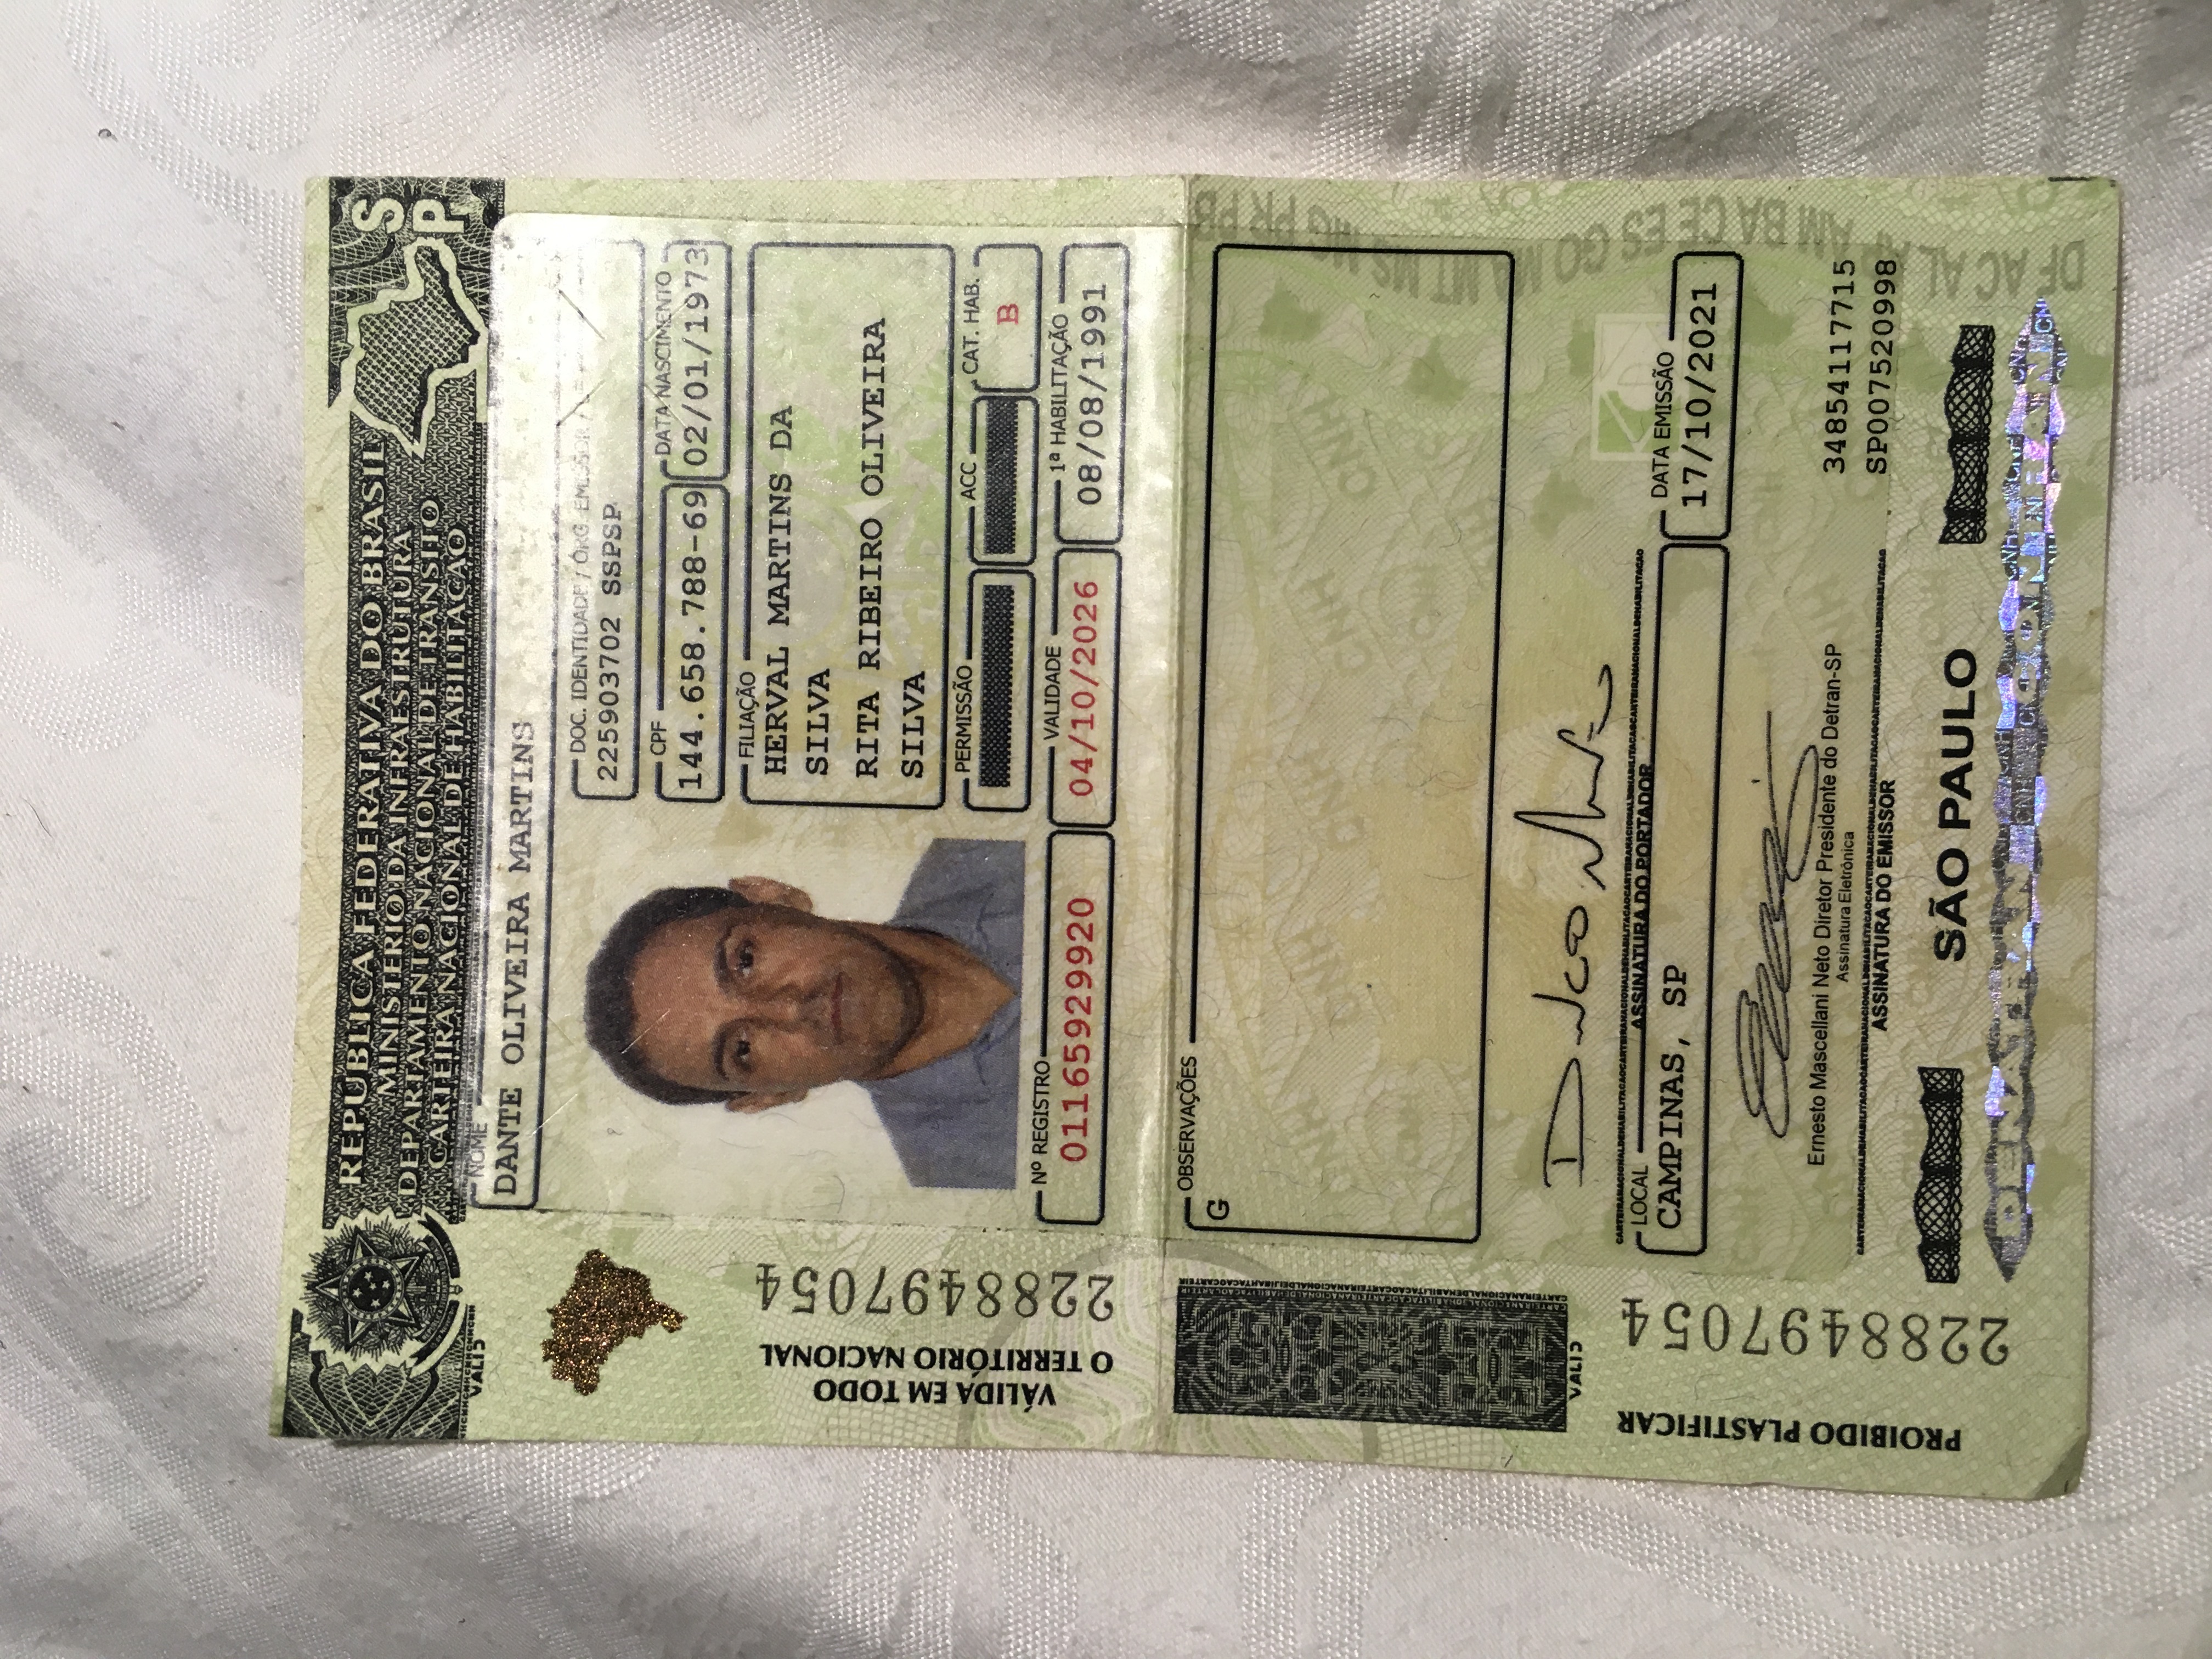 REPÚBLICA FEDERATIVA DO BRASIL
MINISTÉRIO DA INFRAESTRUTURA
DEPARTAMENTO NACIONAL DE TRÂNSITO
CARTEIRA NACIONAL DE HABILITAÇÃO
SP
VALID
NOME
DANTE OLIVEIRA MARTINS
DOC. IDENTIDADE / ÓRG. EMISSOR / UF
225903702 SSPSP
CPF
144.658.788-69
DATA NASCIMENTO
02/01/1973
FILIAÇÃO
HERVAL MARTINS DA
SILVA
RITA RIBEIRO OLIVEIRA
SILVA
PERMISSÃO
ACC
CAT. HAB.
B
Nº REGISTRO
01165929920
VALIDADE
04/10/2026
1ª HABILITAÇÃO
08/08/1991
VÁLIDA EM TODO
O TERRITÓRIO NACIONAL
2288497054
OBSERVAÇÕES
G
VALID
ASSINATURA DO PORTADOR
LOCAL
CAMPINAS, SP
DATA EMISSÃO
17/10/2021
Ernesto Mascellani Neto Diretor Presidente do Detran-SP
Assinatura Eletrônica
34854117715
SP007520998
ASSINATURA DO EMISSOR
PROIBIDO PLASTIFICAR
2288497054
SÃO PAULO
DENATRAN CONTRAN